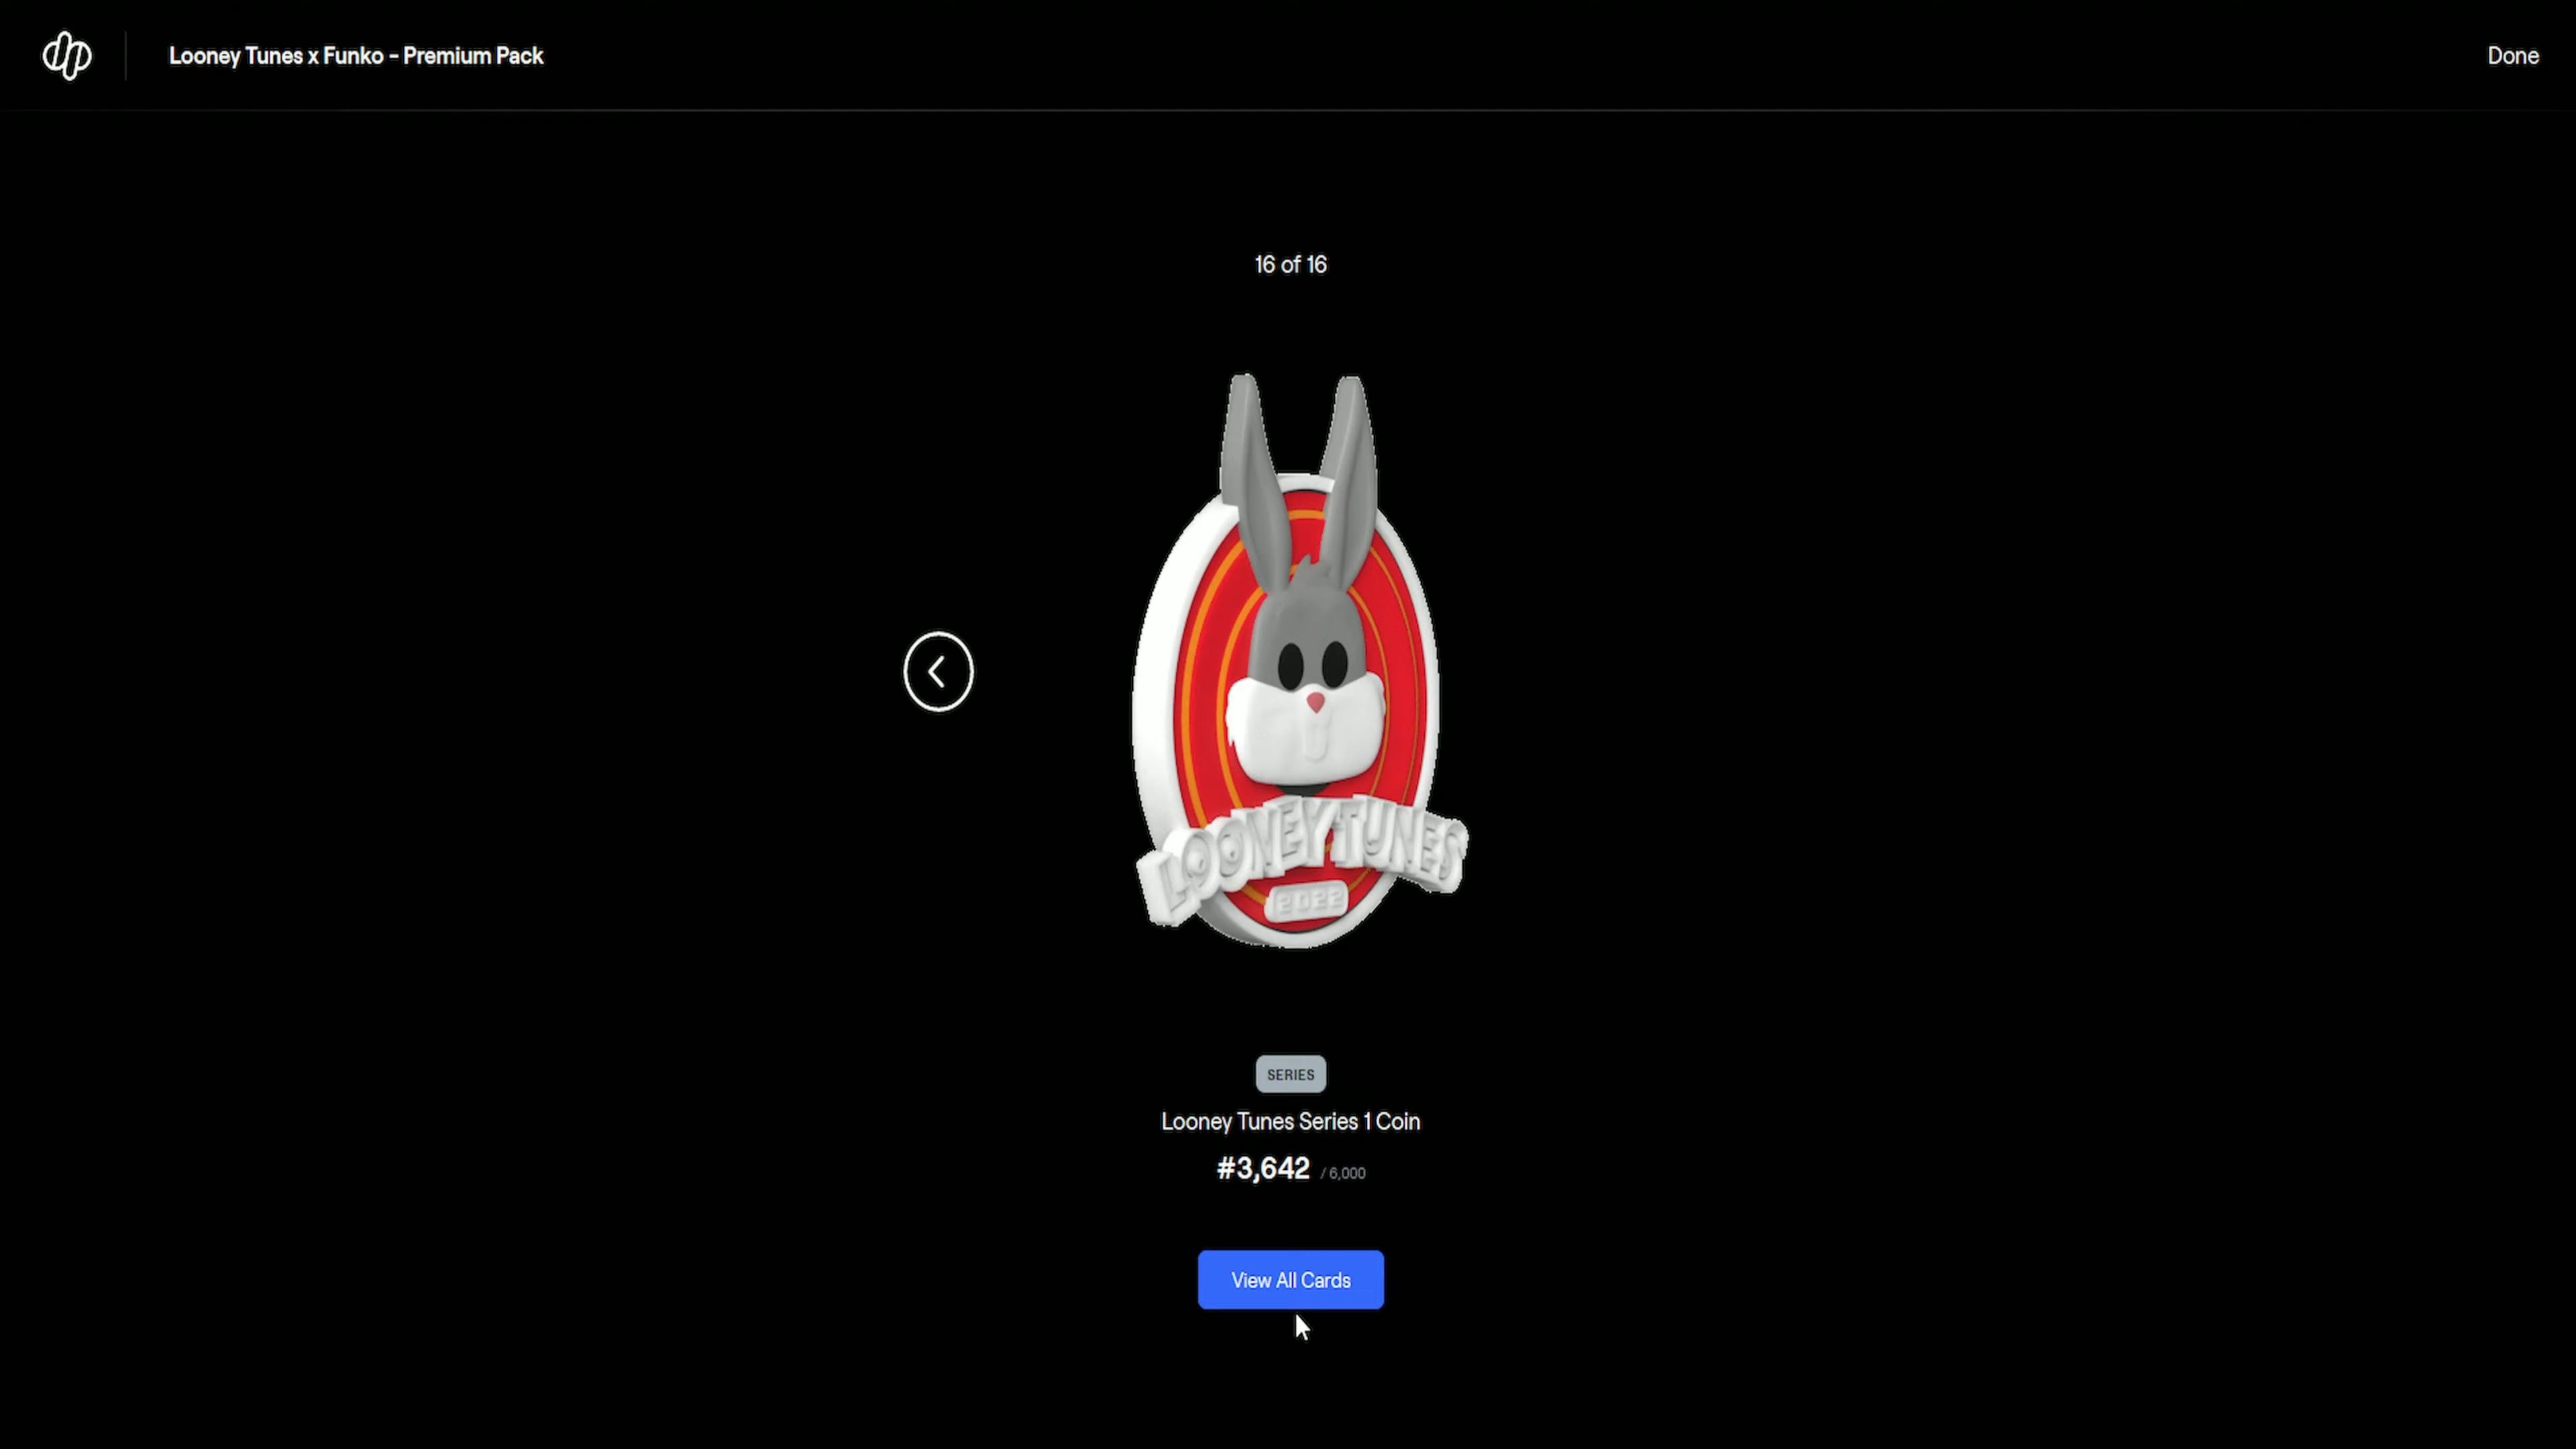 Looney Tunes x Funko - Premium Pack
Done
16 of 16
LOONEY TUNES
2022
SERIES
Looney Tunes Series 1 Coin
#3,642 / 6,000
View All Cards